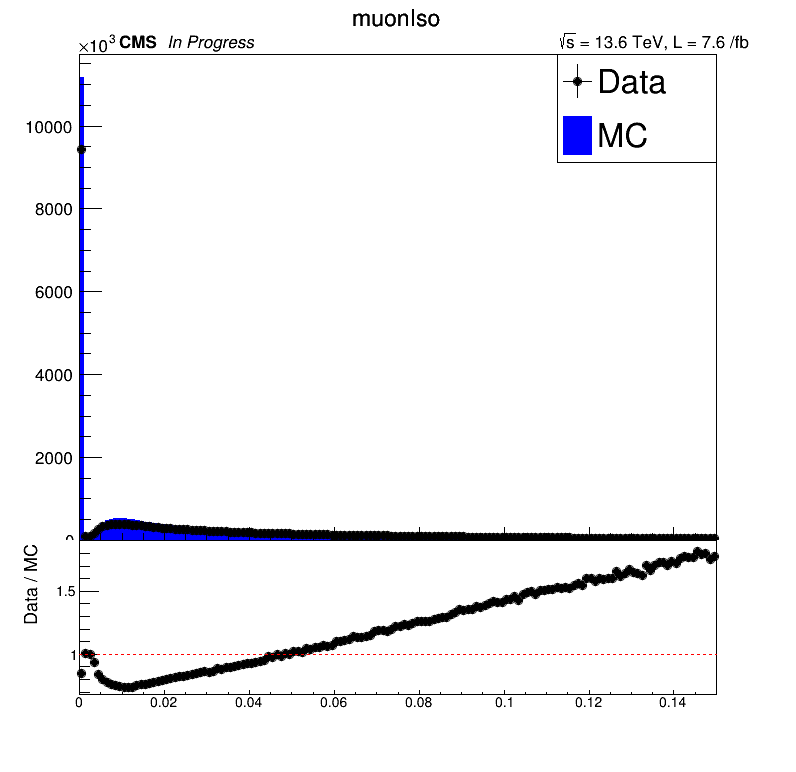 muonIso
×10³ CMS In Progress
√s = 13.6 TeV, L = 7.6 /fb
Data
MC
10000
8000
6000
4000
2000
0
Data / MC
1.5
1
0 0.02 0.04 0.06 0.08 0.1 0.12 0.14